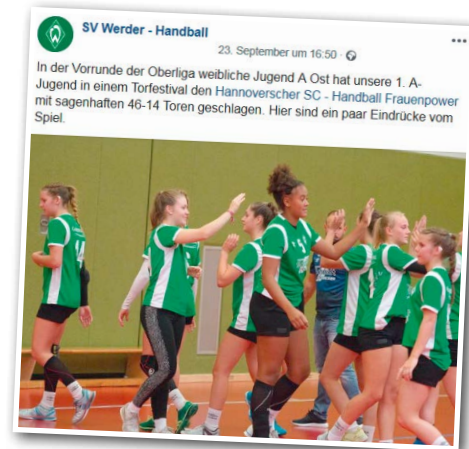 SV Werder - Handball
23. September um 16:50 ·
In der Vorrunde der Oberliga weibliche Jugend A Ost hat unsere 1. A-
Jugend in einem Torfestival den Hannoverscher SC - Handball Frauenpower
mit sagenhaften 46-14 Toren geschlagen. Hier sind ein paar Eindrücke vom
Spiel.